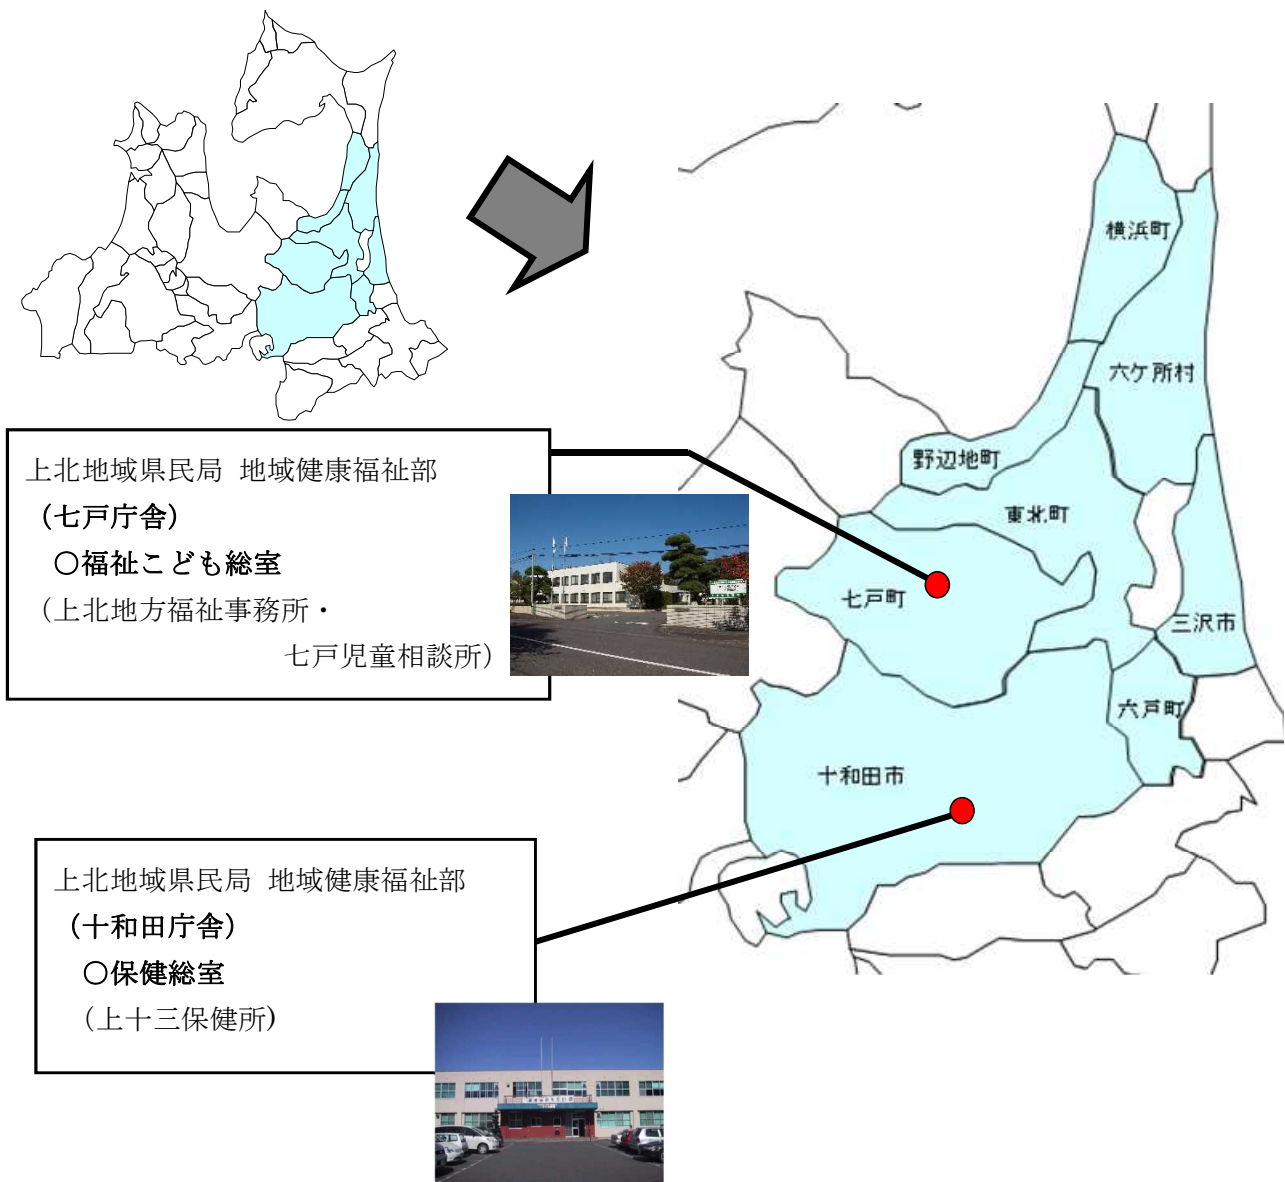 横浜町
六ケ所村
野辺地町
東北町
七戸町
三沢市
六戸町
十和田市
上北地域県民局 地域健康福祉部
(七戸庁舎)
○福祉こども総室
(上北地方福祉事務所・
七戸児童相談所)
上北地域県民局 地域健康福祉部
(十和田庁舎)
○保健総室
(上十三保健所)